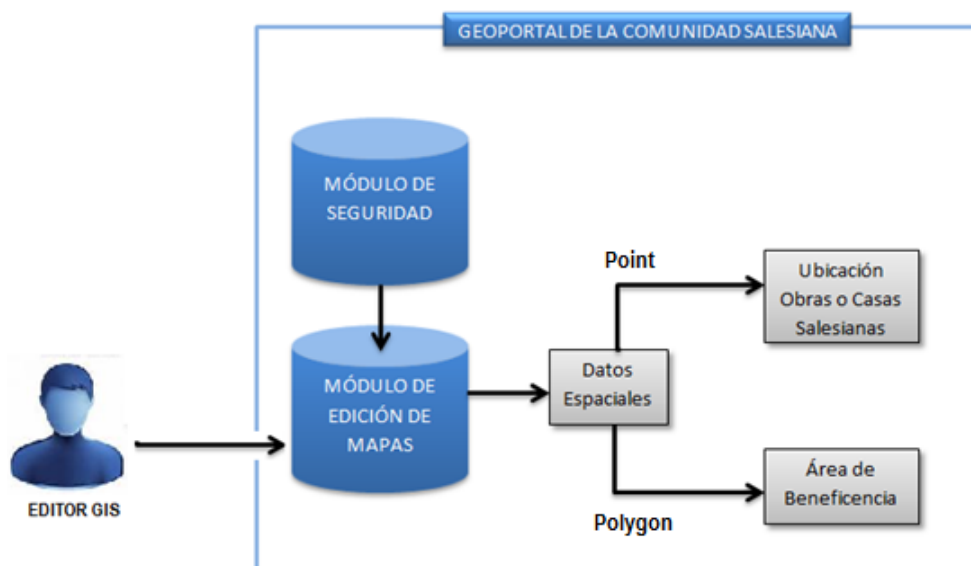 GEOPORTAL DE LA COMUNIDAD SALESIANA
MÓDULO DE
SEGURIDAD
Point
Ubicación
Obras o Casas
Salesianas
MÓDULO DE
EDICIÓN DE
MAPAS
Datos
Espaciales
EDITOR GIS
Polygon
Área de
Beneficencia